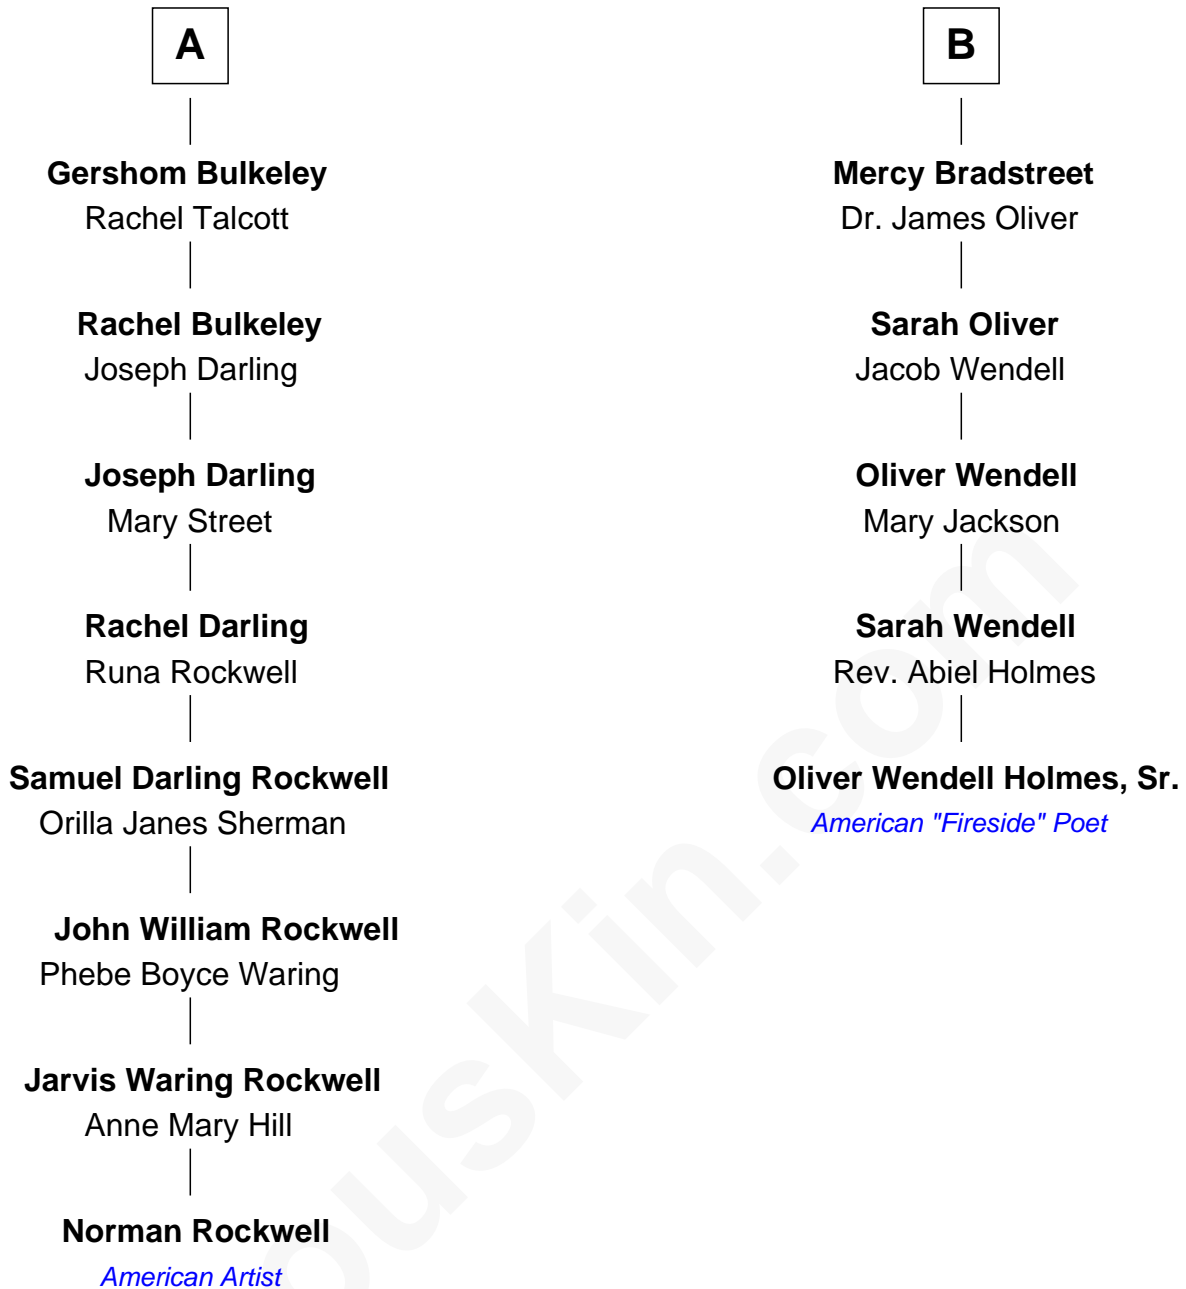 A
Gershom Bulkeley
Rachel Talcott
Rachel Bulkeley
Joseph Darling
Joseph Darling
Mary Street
Rachel Darling
Runa Rockwell
Samuel Darling Rockwell
Orilla Janes Sherman
John William Rockwell
Phebe Boyce Waring
Jarvis Waring Rockwell
Anne Mary Hill
Norman Rockwell
American Artist
B
Mercy Bradstreet
Dr. James Oliver
Sarah Oliver
Jacob Wendell
Oliver Wendell
Mary Jackson
Sarah Wendell
Rev. Abiel Holmes
Oliver Wendell Holmes, Sr.
American "Fireside" Poet
ousKin.com